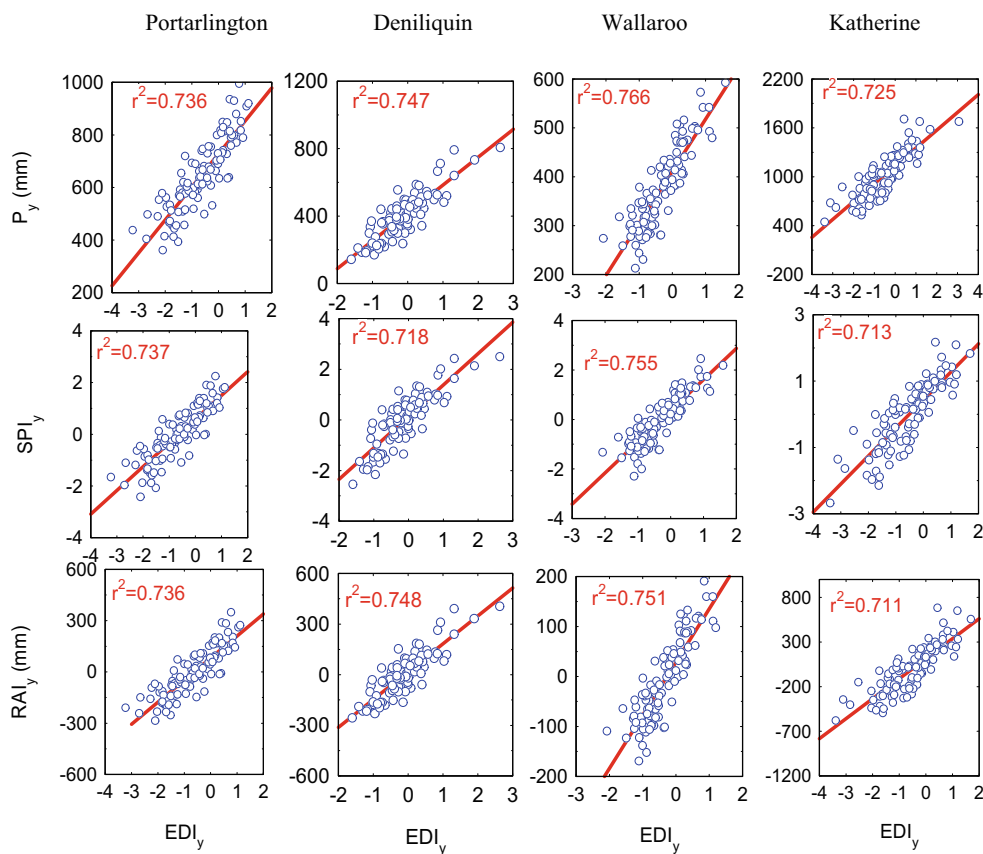 Portarlington Deniliquin Wallaroo Katherine
1000 1200 600 2200
r²=0.736 r²=0.747 r²=0.766 r²=0.725
800 900 500 1600
P_y (mm) 600 600 400 1000
400 300 300 400
200 0 200 -200
-4 -3 -2 -1 0 1 2 -2 -1 0 1 2 3 -3 -2 -1 0 1 2 -4 -3 -2 -1 0 1 2 3 4
4 4 4 3
r²=0.737 r²=0.718 r²=0.755 r²=0.713
2 2 2 1
SPI_y 0 0 0
-2 -2 -2 -1
-4 -4 -4 -3
-4 -3 -2 -1 0 1 2 -2 -1 0 1 2 3 -3 -2 -1 0 1 2 -4 -3 -2 -1 0 1 2
600 600 200 800
r²=0.736 r²=0.748 r²=0.751 r²=0.711
300 300 100 300
RAI_y (mm) 0 0 0 -200
-300 -300 -100 -700
-600 -600 -200 -1200
-4 -3 -2 -1 0 1 2 -2 -1 0 1 2 3 -3 -2 -1 0 1 2 -4 -3 -2 -1 0 1 2
EDI_y EDI_y EDI_y EDI_y